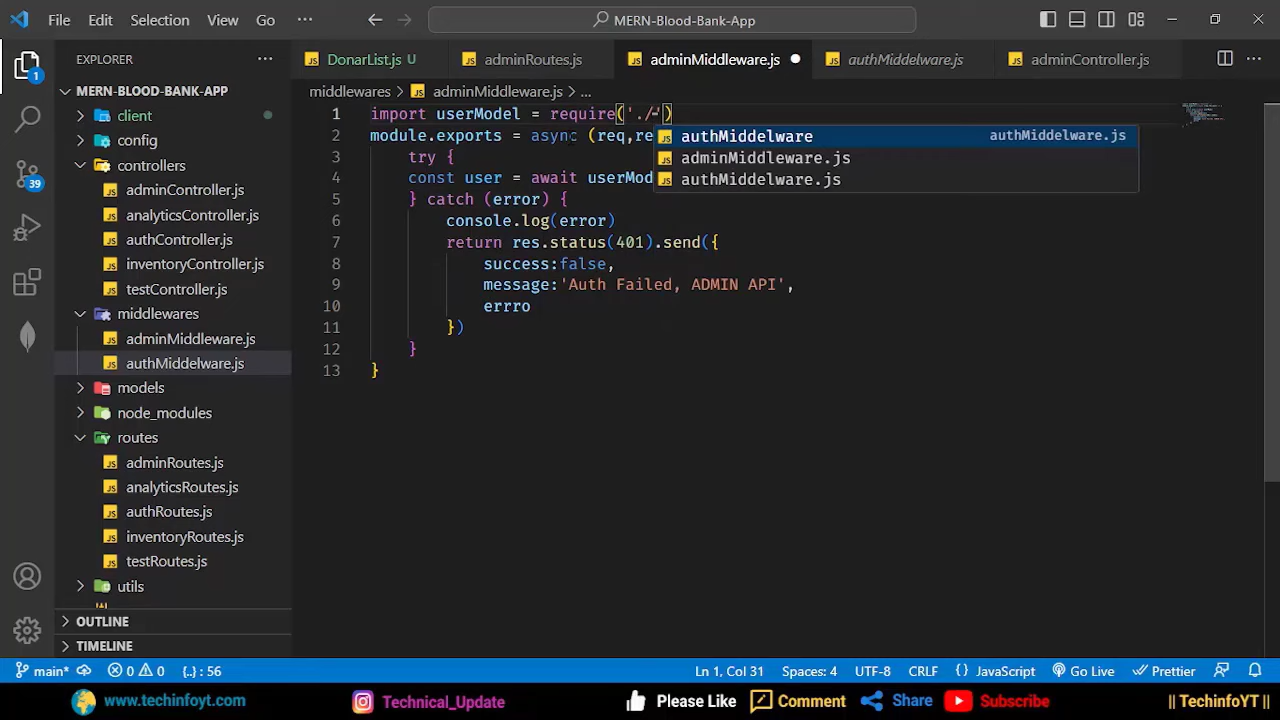 File Edit Selection View Go ... MERN-Blood-Bank-App
EXPLORER ...
DonarList.js U adminRoutes.js adminMiddleware.js authMiddelware.js adminController.js ...
MERN-BLOOD-BANK-APP
middlewares > adminMiddleware.js > ...
client
config
controllers
adminController.js
analyticsController.js
authController.js
inventoryController.js
testController.js
middlewares
adminMiddleware.js
authMiddelware.js
models
node_modules
routes
adminRoutes.js
analyticsRoutes.js
authRoutes.js
inventoryRoutes.js
testRoutes.js
utils
OUTLINE
TIMELINE
1
39
1 import userModel = require('./')
2 module.exports = async (req,re
3 try {
4 const user = await userMod
5 } catch (error) {
6 console.log(error)
7 return res.status(401).send({
8 success:false,
9 message:'Auth Failed, ADMIN API',
10 errro
11 })
12 }
13 }
authMiddelware authMiddelware.js
adminMiddleware.js
authMiddelware.js
main* 0 0 {..} : 56 Ln 1, Col 31 Spaces: 4 UTF-8 CRLF {} JavaScript Go Live Prettier
www.techinfoyt.com Technical_Update Please Like Comment Share Subscribe || TechinfoYT ||